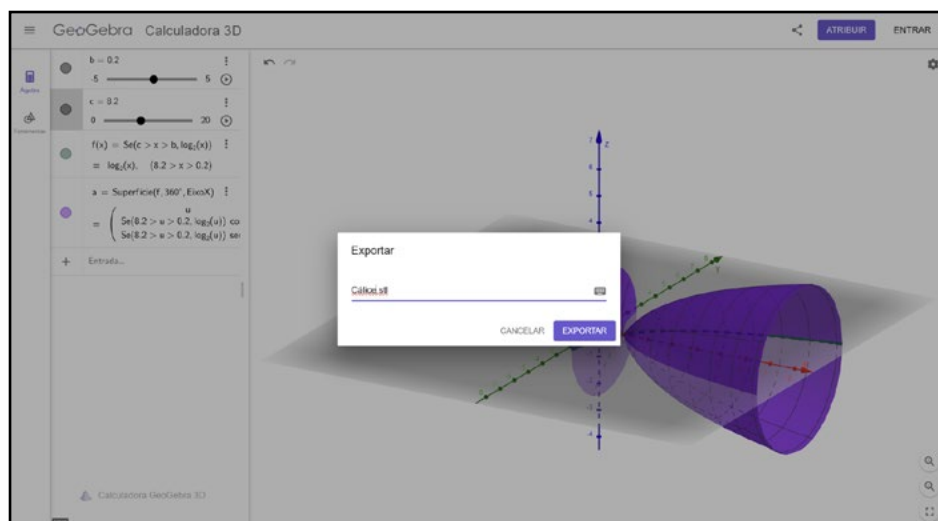 GeoGebra Calculadora 3D
ATRIBUIR
ENTRAR
Álgebra
Ferramentas
b = 0.2
-5
5
c = 8.2
0
20
f(x) = Se(c > x > b, log₂(x))
= log₂(x), (8.2 > x > 0.2)
a = Superfície(f, 360°, EixoX)
u
= Se(8.2 > u > 0.2, log₂(u)) co
Se(8.2 > u > 0.2, log₂(u)) se
Entrada...
Exportar
CANCELAR
EXPORTAR
z
Y
Calculadora GeoGebra 3D